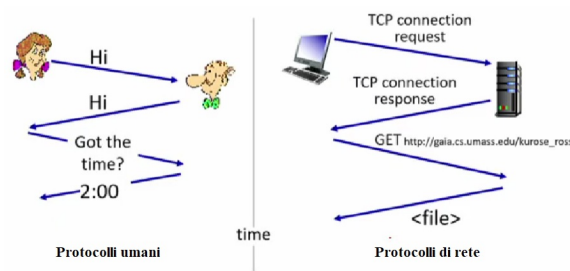 Hi
Hi
Got the
time?
2:00
Protocolli umani
time
TCP connection
request
TCP connection
response
GET http://gaia.cs.umass.edu/kurose_ros
<file>
Protocolli di rete